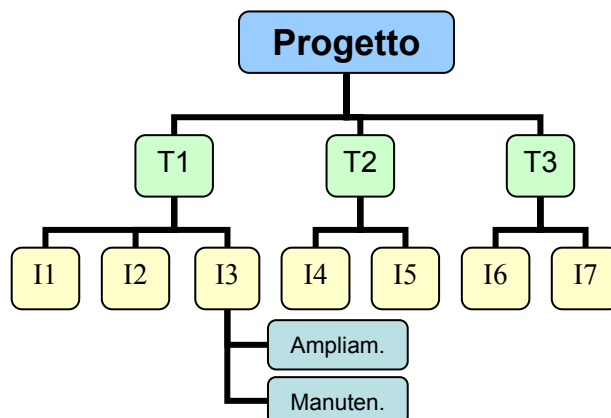 Progetto
T1
T2
T3
I1
I2
I3
I4
I5
I6
I7
Ampliam.
Manuten.